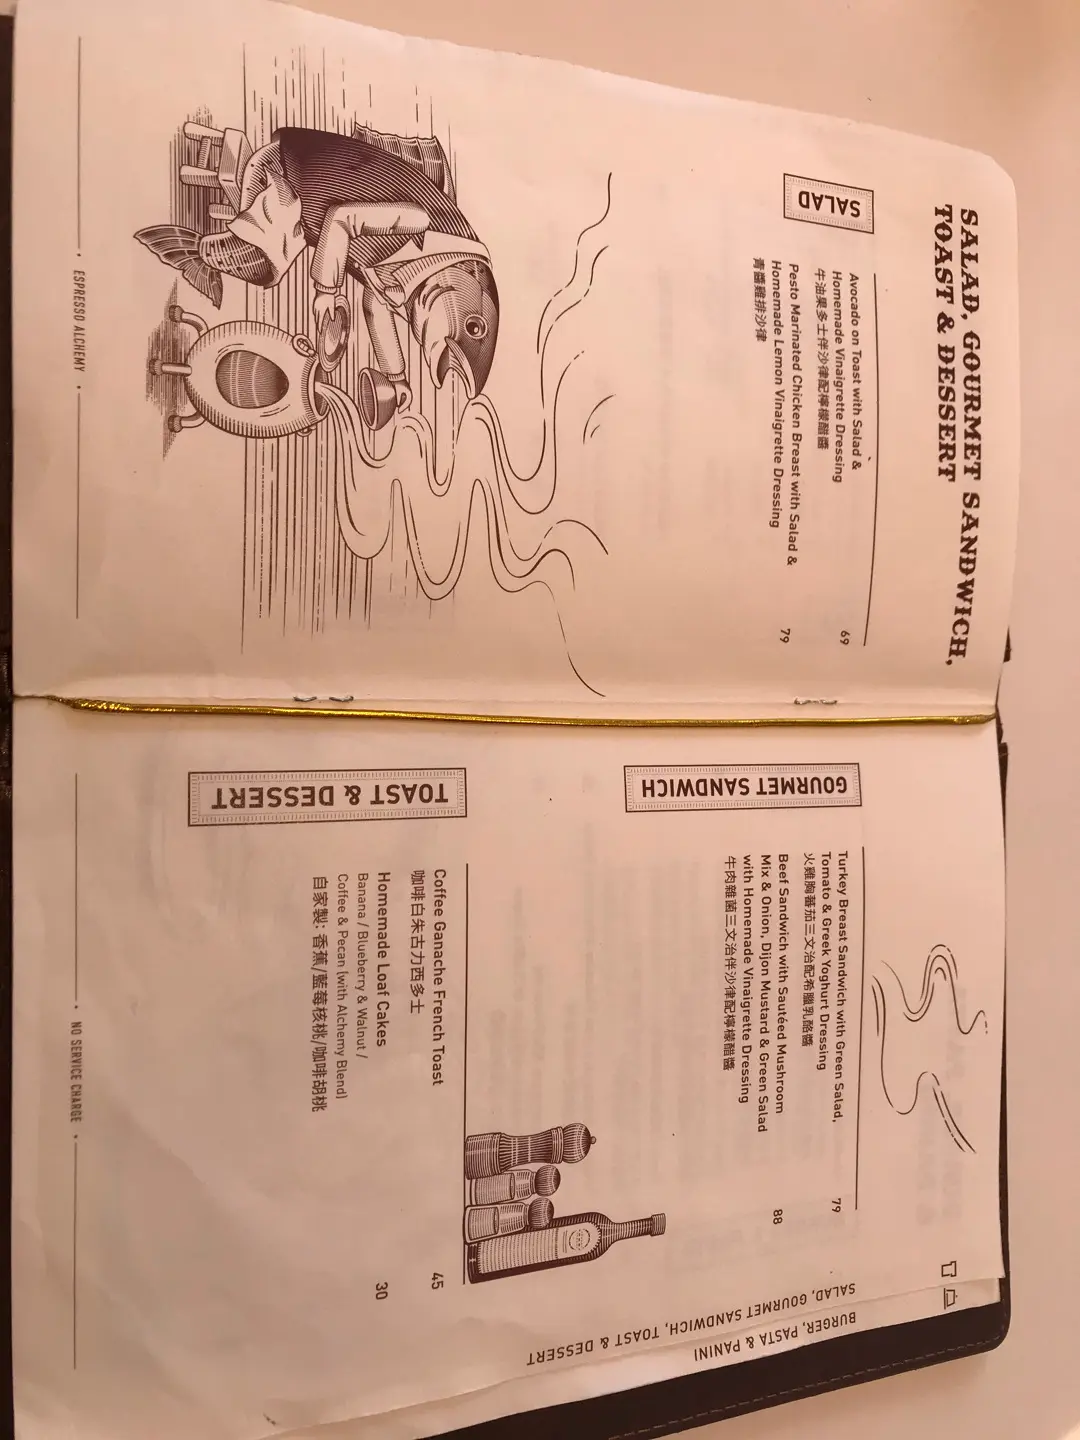 SALAD, GOURMET SANDWICH,
TOAST & DESSERT
SALAD
Avocado on Toast with Salad &
Homemade Vinaigrette Dressing
牛油果多士伴沙律配檸檬醋醬
69
Pesto Marinated Chicken Breast with Salad &
Homemade Lemon Vinaigrette Dressing
青醬雞排沙律
79
• ESPRESSO ALCHEMY •
GOURMET SANDWICH
Turkey Breast Sandwich with Green Salad,
Tomato & Greek Yoghurt Dressing
火雞胸蕃茄三文治配希臘乳酪醬
79
Beef Sandwich with Sautéed Mushroom
Mix & Onion, Dijon Mustard & Green Salad
with Homemade Vinaigrette Dressing
牛肉雜菌三文治伴沙律配檸檬醋醬
88
TOAST & DESSERT
Coffee Ganache French Toast
咖啡白朱古力西多士
45
Homemade Loaf Cakes
Banana / Blueberry & Walnut /
Coffee & Pecan (with Alchemy Blend)
自家製: 香蕉/藍莓核桃/咖啡胡桃
30
• NO SERVICE CHARGE •
SALAD, GOURMET SANDWICH, TOAST & DESSERT
BURGER, PASTA & PANINI